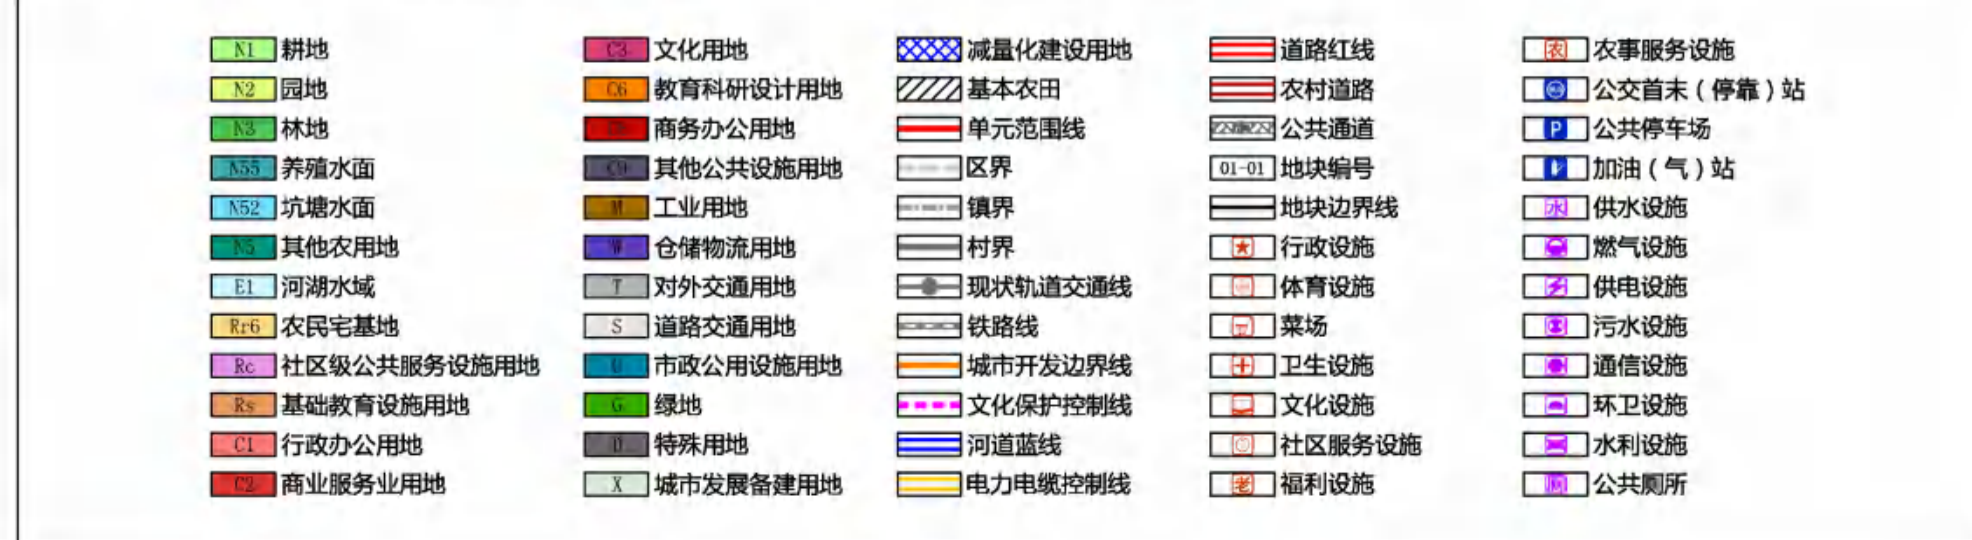 N1 耕地 C3 文化用地 减量化建设用地 道路红线 农 农事服务设施
N2 园地 C6 教育科研设计用地 基本农田 农村道路 公交首末（停靠）站
N3 林地 C8 商务办公用地 单元范围线 公共通道 P 公共停车场
N55 养殖水面 C9 其他公共设施用地 区界 01-01 地块编号 加油（气）站
N52 坑塘水面 M 工业用地 镇界 地块边界线 水 供水设施
N5 其他农用地 W 仓储物流用地 村界 行政设施 燃气设施
E1 河湖水域 T 对外交通用地 现状轨道交通线 体育设施 供电设施
Rr6 农民宅基地 S 道路交通用地 铁路线 菜场 污水设施
Rc 社区级公共服务设施用地 U 市政公用设施用地 城市开发边界线 卫生设施 通信设施
Rs 基础教育设施用地 G 绿地 文化保护控制线 文化设施 环卫设施
C1 行政办公用地 D 特殊用地 河道蓝线 社区服务设施 水利设施
C2 商业服务业用地 X 城市发展备建用地 电力电缆控制线 老 福利设施 厕 公共厕所